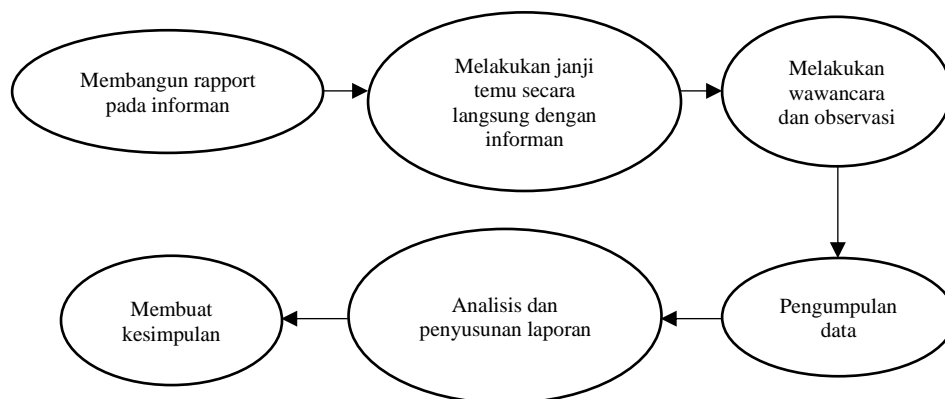 Membangun rapport
pada informan
Melakukan janji
temu secara
langsung dengan
informan
Melakukan
wawancara
dan observasi
Membuat
kesimpulan
Analisis dan
penyusunan laporan
Pengumpulan
data